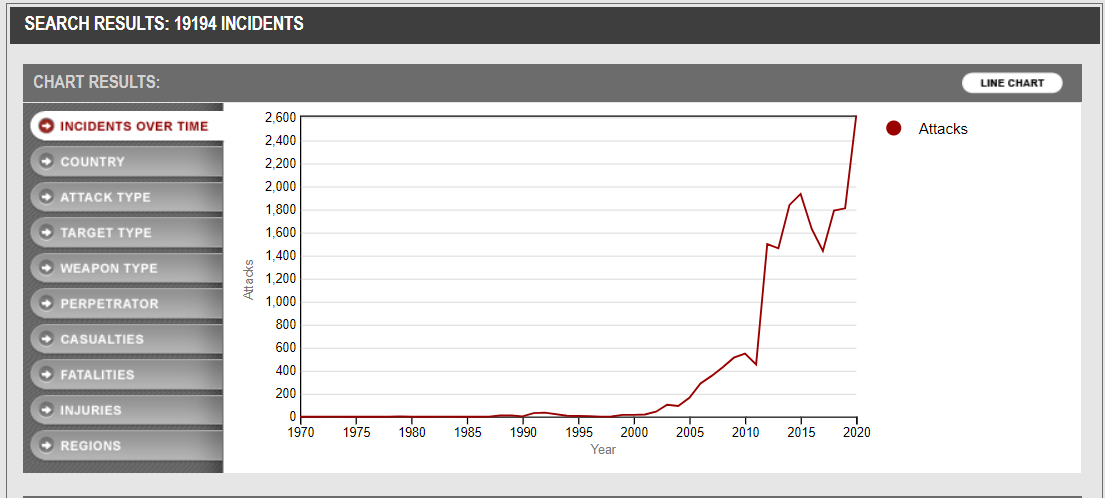 SEARCH RESULTS: 19194 INCIDENTS
CHART RESULTS:
LINE CHART
INCIDENTS OVER TIME
COUNTRY
ATTACK TYPE
TARGET TYPE
WEAPON TYPE
PERPETRATOR
CASUALTIES
FATALITIES
INJURIES
REGIONS
2,600
2,400
2,200
2,000
1,800
1,600
1,400
1,200
1,000
800
600
400
200
0
Attacks
1970 1975 1980 1985 1990 1995 2000 2005 2010 2015 2020
Year
Attacks